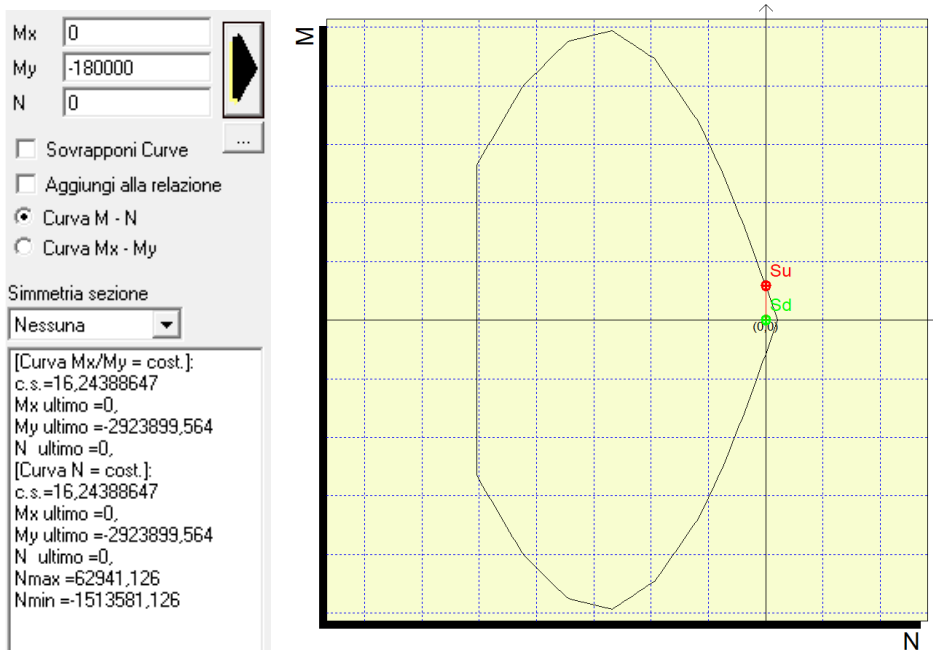 Mx 0
My -180000
N 0
...
Sovrapponi Curve
Aggiungi alla relazione
Curva M - N
Curva Mx - My
Simmetria sezione
Nessuna
[Curva Mx/My = cost.]:
c.s.=16,24388647
Mx ultimo =0,
My ultimo =-2923899,564
N  ultimo =0,
[Curva N = cost.]:
c.s.=16,24388647
Mx ultimo =0,
My ultimo =-2923899,564
N  ultimo =0,
Nmax =62941,126
Nmin =-1513581,126
M
Su
Sd
(0,0)
N